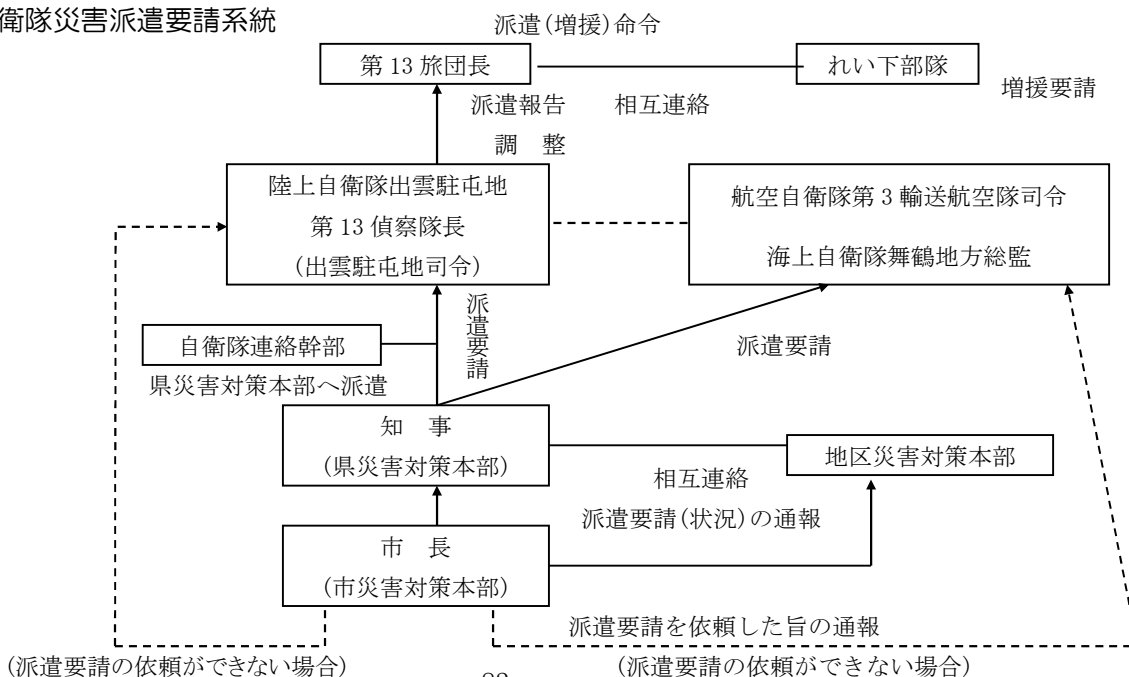 衛隊災害派遣要請系統
派遣(増援)命令
第 13 旅団長
れい下部隊
増援要請
派遣報告 相互連絡
調 整
陸上自衛隊出雲駐屯地
第 13 偵察隊長
(出雲駐屯地司令)
航空自衛隊第 3 輸送航空隊司令
海上自衛隊舞鶴地方総監
派遣要請
自衛隊連絡幹部
県災害対策本部へ派遣
派遣要請
知 事
(県災害対策本部)
地区災害対策本部
相互連絡
派遣要請(状況)の通報
市 長
(市災害対策本部)
派遣要請を依頼した旨の通報
(派遣要請の依頼ができない場合)
(派遣要請の依頼ができない場合)